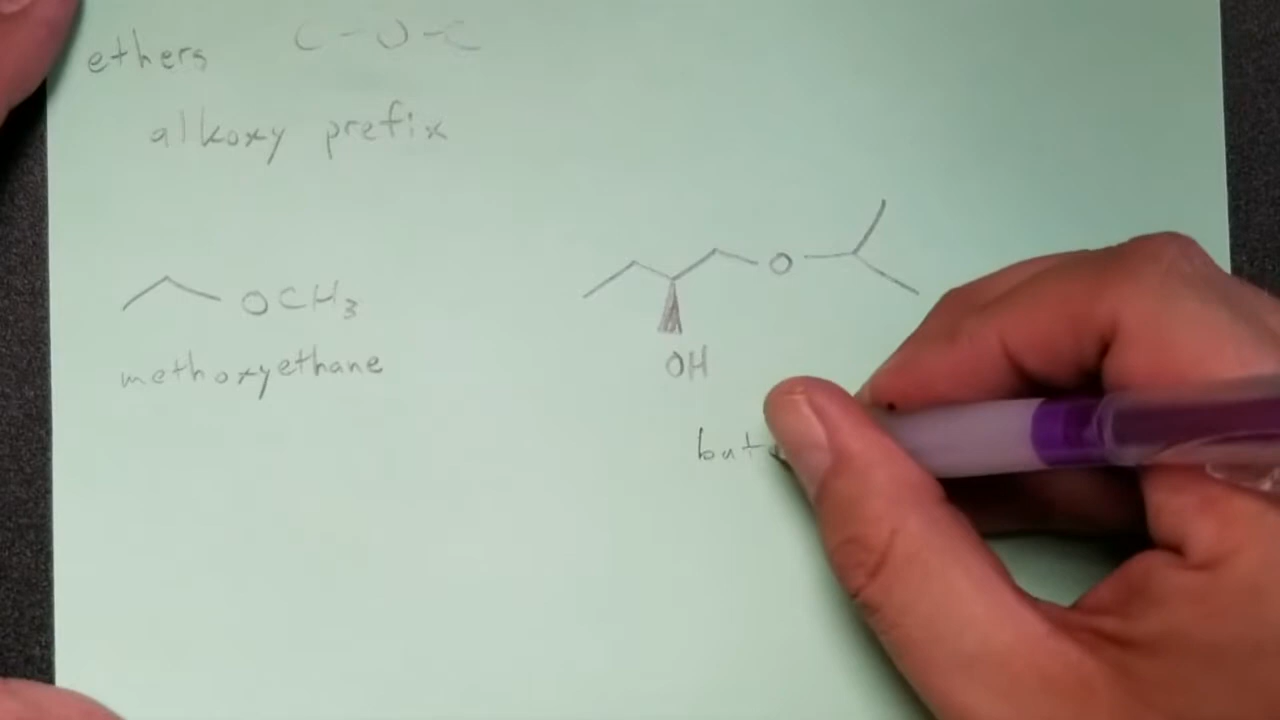 ethers C-O-C
alkoxy prefix
O
OCH3
OH
methoxyethane
but